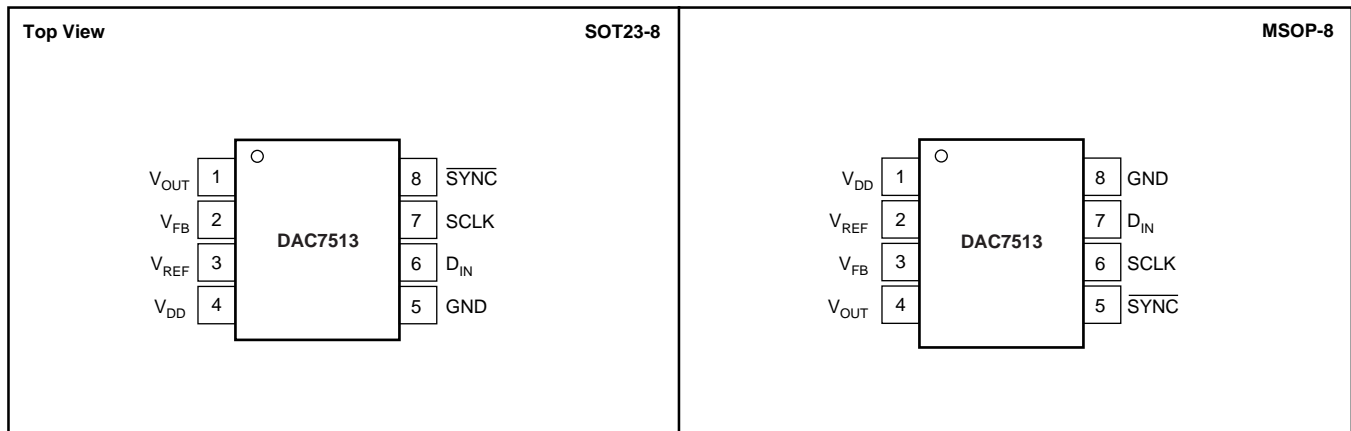 Top View SOT23-8
V_OUT 1 8 S̅Y̅N̅C̅
V_FB 2 7 SCLK
DAC7513
V_REF 3 6 D_IN
V_DD 4 5 GND
MSOP-8
V_DD 1 8 GND
V_REF 2 7 D_IN
DAC7513
V_FB 3 6 SCLK
V_OUT 4 5 S̅Y̅N̅C̅